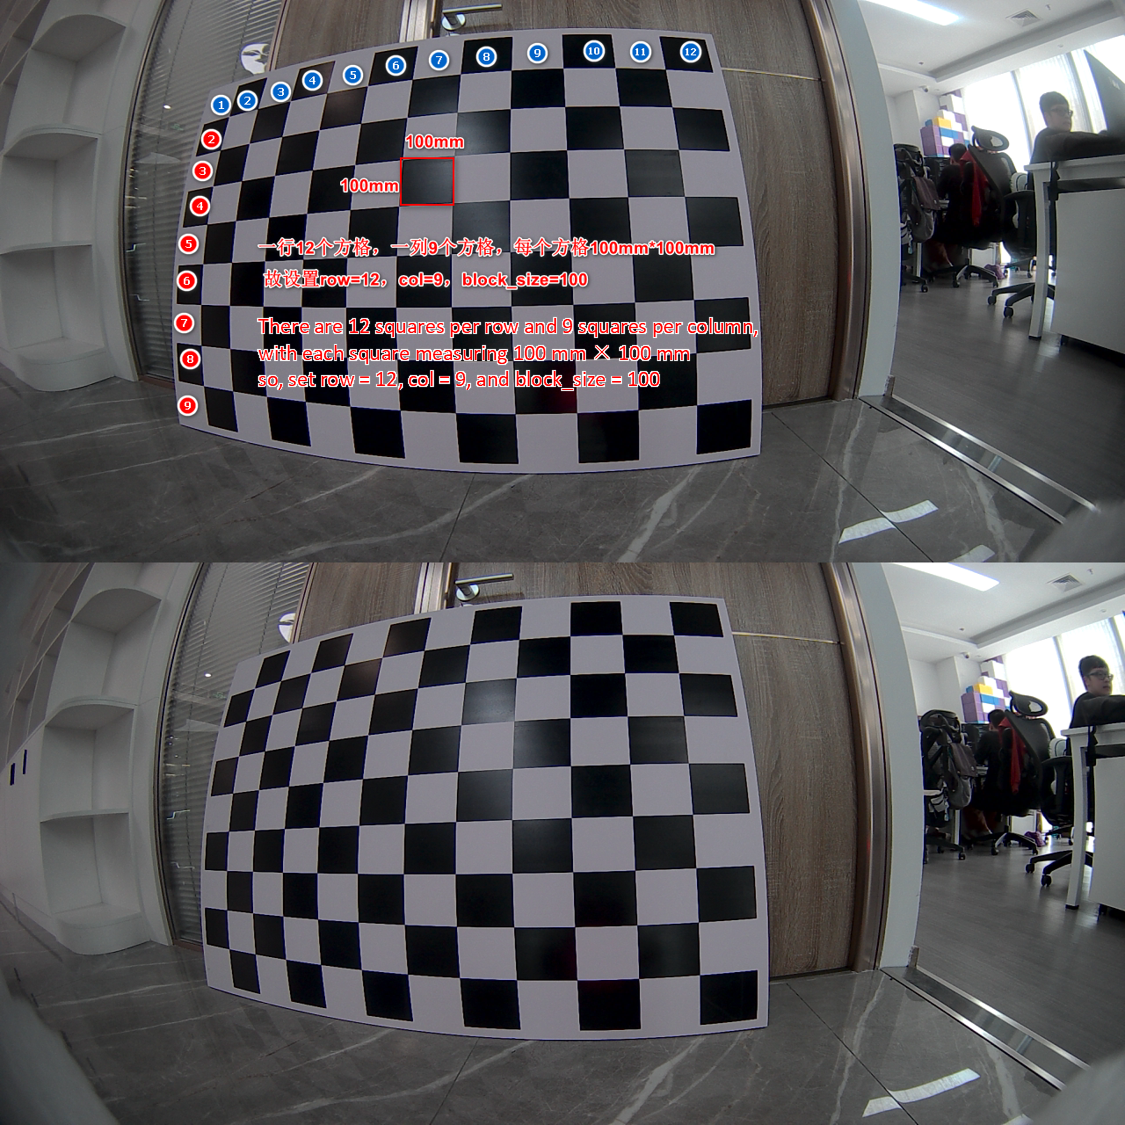 1 2 3 4 5 6 7 8 9 10 11 12
2
3
4
5
6
7
8
9
100mm
100mm
一行12个方格，一列9个方格，每个方格100mm*100mm
故设置row=12，col=9，block_size=100
There are 12 squares per row and 9 squares per column,
with each square measuring 100 mm × 100 mm
so, set row = 12, col = 9, and block_size = 100